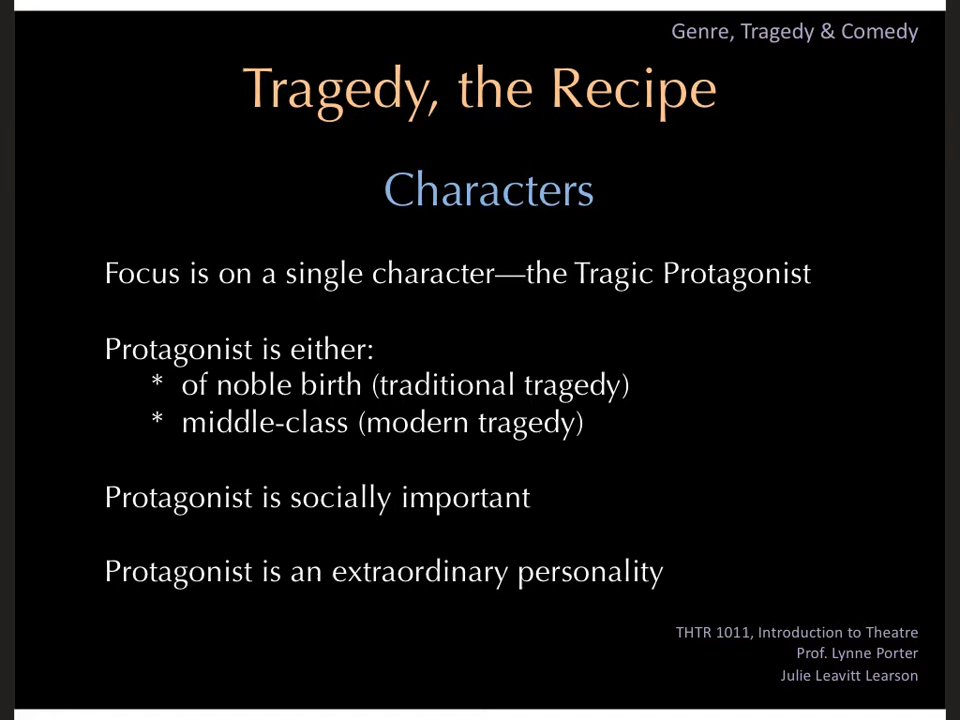 Genre, Tragedy & Comedy
Tragedy, the Recipe
Characters
Focus is on a single character—the Tragic Protagonist
Protagonist is either:
* of noble birth (traditional tragedy)
* middle-class (modern tragedy)
Protagonist is socially important
Protagonist is an extraordinary personality
THTR 1011, Introduction to Theatre
Prof. Lynne Porter
Julie Leavitt Learson